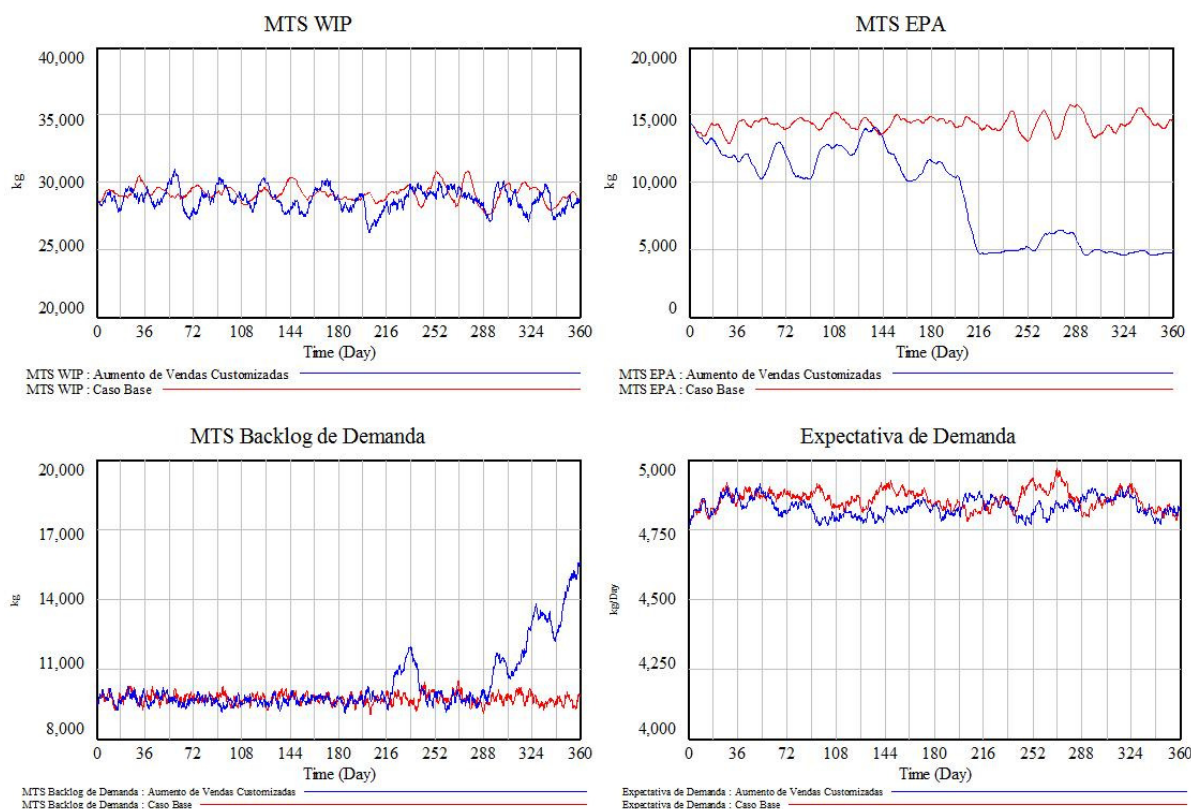 MTS WIP
40,000
35,000
30,000
25,000
20,000
kg
0 36 72 108 144 180 216 252 288 324 360
Time (Day)
MTS WIP : Aumento de Vendas Customizadas
MTS WIP : Caso Base
MTS EPA
20,000
15,000
10,000
5,000
0
kg
0 36 72 108 144 180 216 252 288 324 360
Time (Day)
MTS EPA : Aumento de Vendas Customizadas
MTS EPA : Caso Base
MTS Backlog de Demanda
20,000
17,000
14,000
11,000
8,000
kg
0 36 72 108 144 180 216 252 288 324 360
Time (Day)
MTS Backlog de Demanda : Aumento de Vendas Customizadas
MTS Backlog de Demanda : Caso Base
Expectativa de Demanda
5,000
4,750
4,500
4,250
4,000
kg/Day
0 36 72 108 144 180 216 252 288 324 360
Time (Day)
Expectativa de Demanda : Aumento de Vendas Customizadas
Expectativa de Demanda : Caso Base